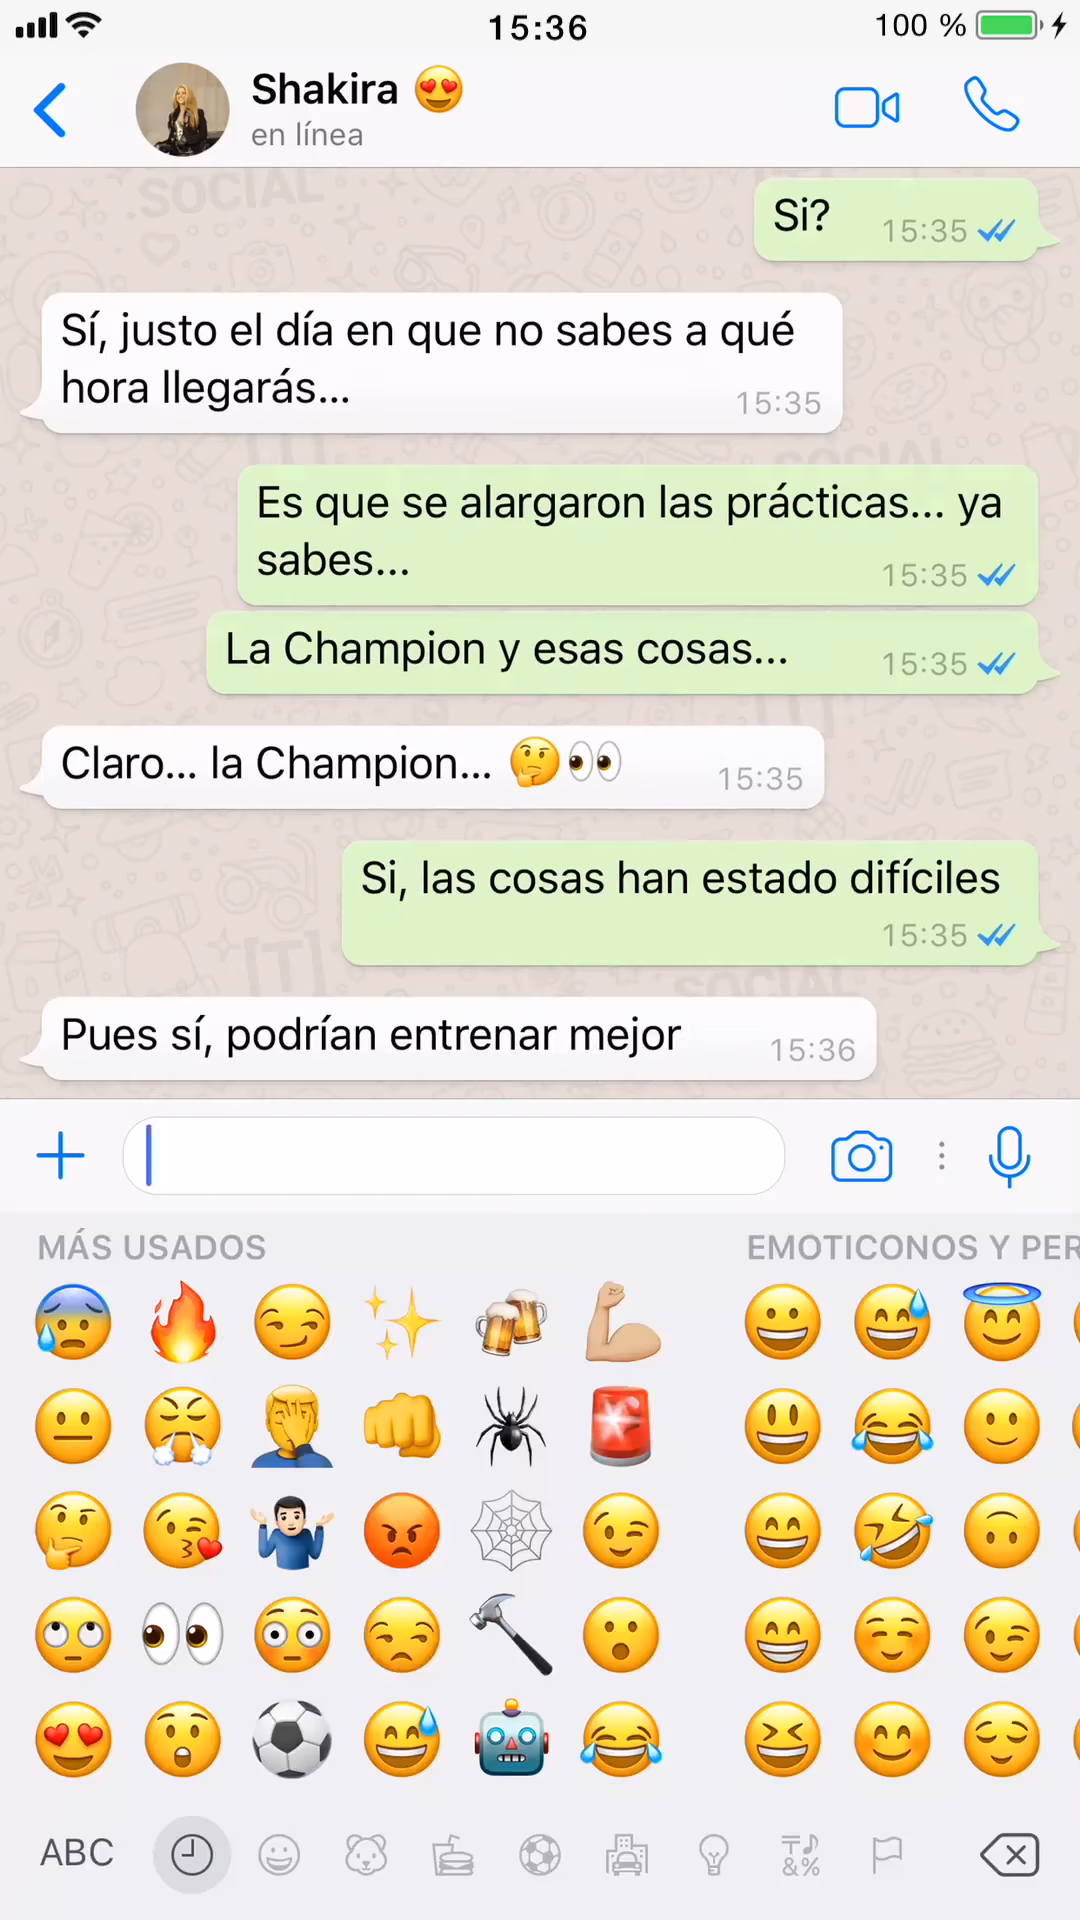 15:36
100 %
Shakira 😍
en línea
SOCIAL
Si?
15:35
Sí, justo el día en que no sabes a qué
hora llegarás...
15:35
SOCIAL
Es que se alargaron las prácticas... ya
sabes...
15:35
La Champion y esas cosas...
15:35
Claro... la Champion... 🤔👀
15:35
Si, las cosas han estado difíciles
15:35
[T]
SOCIAL
Pues sí, podrían entrenar mejor
15:36
MÁS USADOS
EMOTICONOS Y PER
ABC
&%